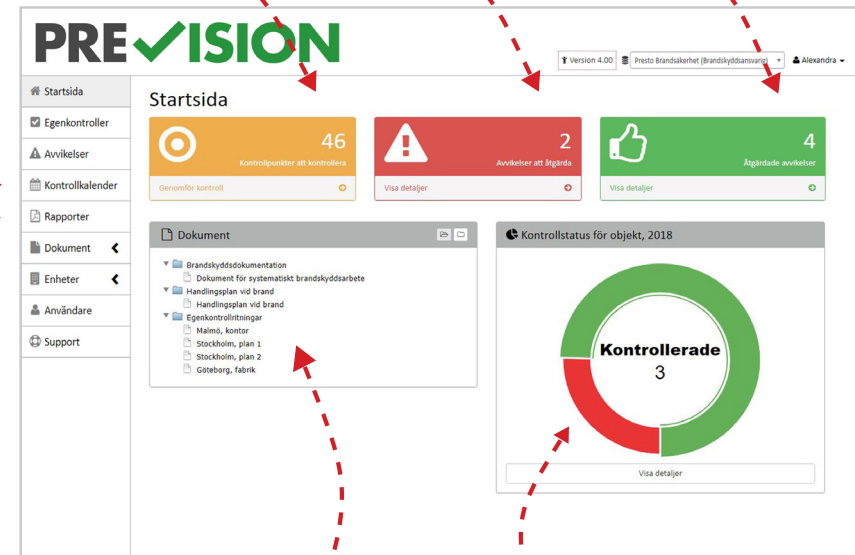 PREVISION
Version 4.00
Presto Brandsäkerhet (Brandskyddsansvarig)
Alexandra
Startsida
Egenkontroller
Avvikelser
Kontrollkalender
Rapporter
Dokument
Enheter
Användare
Support
Startsida
46
Kontrollpunkter att kontrollera
Genomför kontroll
2
Avvikelser att åtgärda
Visa detaljer
4
Åtgärdade avvikelser
Visa detaljer
Dokument
Brandskyddsdokumentation
Dokument för systematiskt brandskyddsarbete
Handlingsplan vid brand
Handlingsplan vid brand
Egenkontrollritningar
Malmö, kontor
Stockholm, plan 1
Stockholm, plan 2
Göteborg, fabrik
Kontrollstatus för objekt, 2018
Kontrollerade
3
Visa detaljer